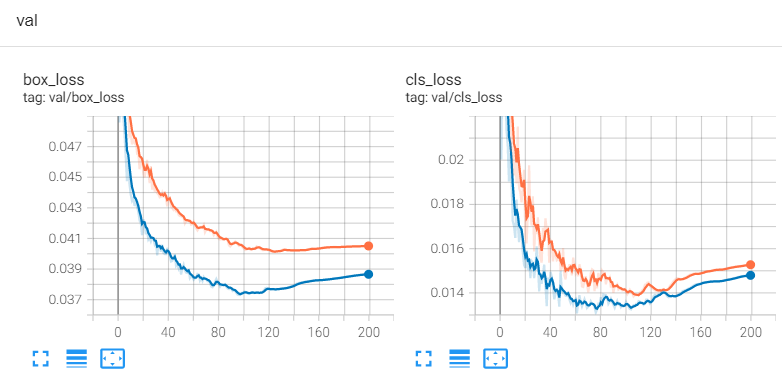 val
box_loss
tag: val/box_loss
0.047
0.045
0.043
0.041
0.039
0.037
0 40 80 120 160 200
cls_loss
tag: val/cls_loss
0.02
0.018
0.016
0.014
0 40 80 120 160 200